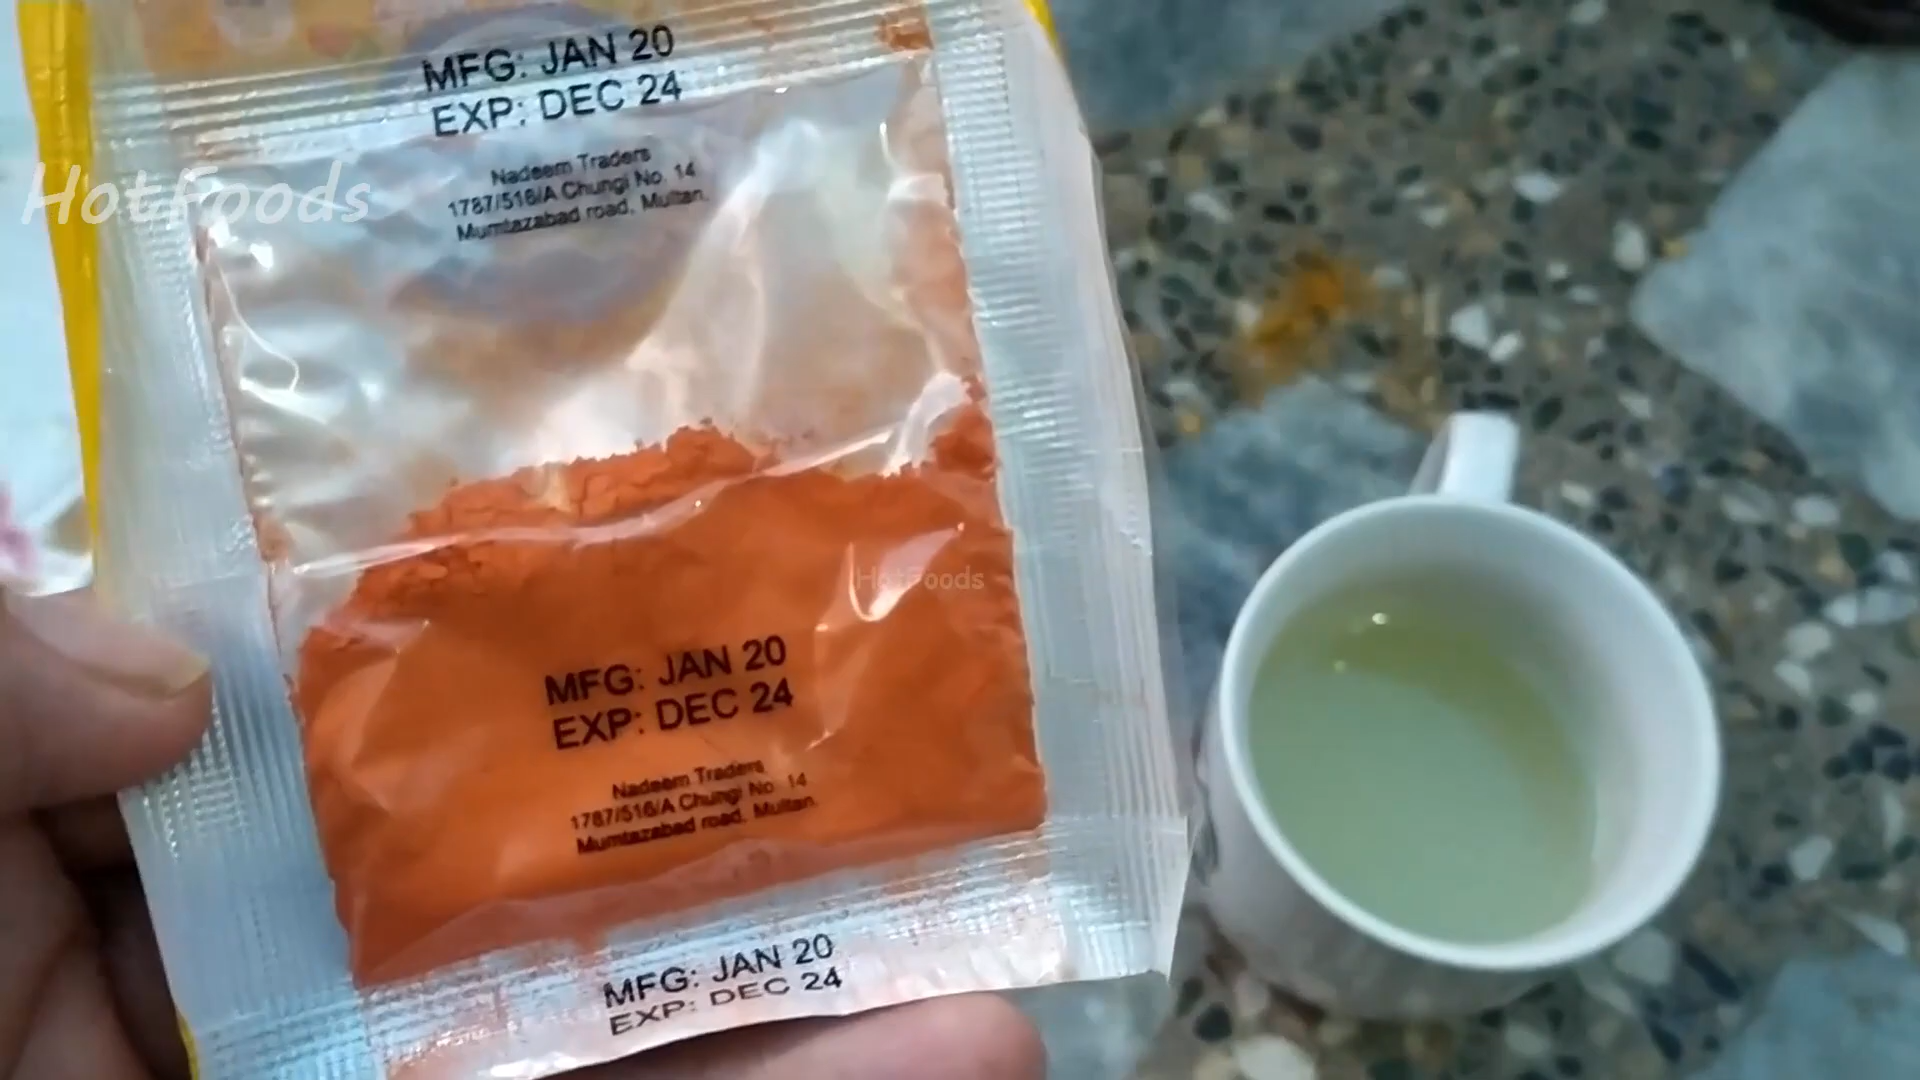 MFG: JAN 20
EXP: DEC 24
Nadeem Traders
1787/516/A Chungi No. 14
Mumtazabad road, Multan.
HotFoods
HotFoods
MFG: JAN 20
EXP: DEC 24
Nadeem Traders
1787/516/A Chungi No. 14
Mumtazabad road, Multan.
MFG: JAN 20
EXP: DEC 24